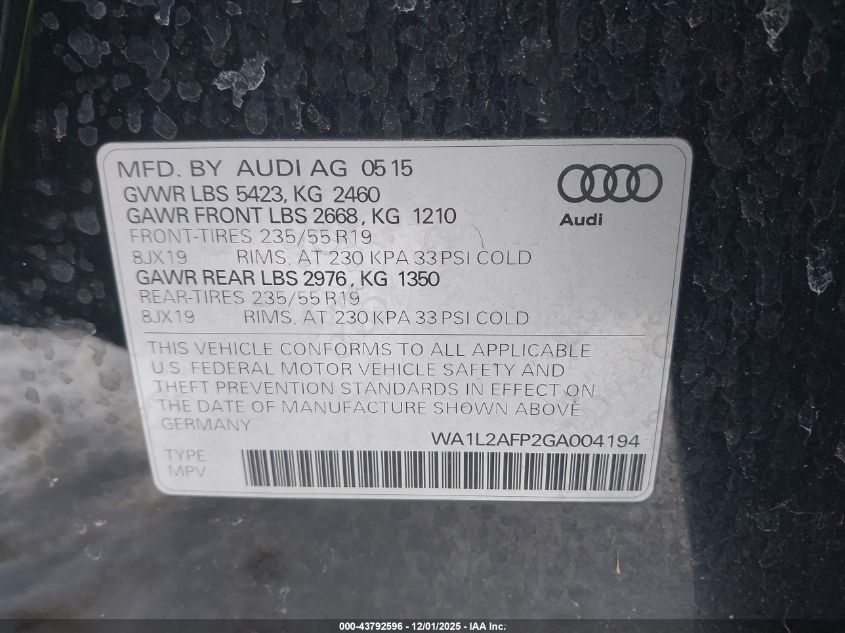 MFD. BY AUDI AG 05 15
GVWR LBS 5423, KG 2460
GAWR FRONT LBS 2668, KG 1210
FRONT-TIRES 235/55 R19
8JX19 RIMS, AT 230 KPA 33 PSI COLD
GAWR REAR LBS 2976, KG 1350
REAR-TIRES 235/55 R19
8JX19 RIMS, AT 230 KPA 33 PSI COLD
Audi
THIS VEHICLE CONFORMS TO ALL APPLICABLE
U.S. FEDERAL MOTOR VEHICLE SAFETY AND
THEFT PREVENTION STANDARDS IN EFFECT ON
THE DATE OF MANUFACTURE SHOWN ABOVE
GERMANY
WA1L2AFP2GA004194
TYPE
MPV
000-43792596 - 12/01/2025 - IAA Inc.